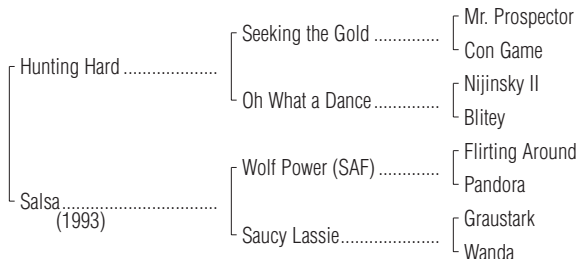 Mr. Prospector
Seeking the Gold ..............
Con Game
Hunting Hard ....................
Nijinsky II
Oh What a Dance ..............
Blitey
Flirting Around
Wolf Power (SAF) .............
Pandora
Salsa .................................
(1993)
Graustark
Saucy Lassie .....................
Wanda